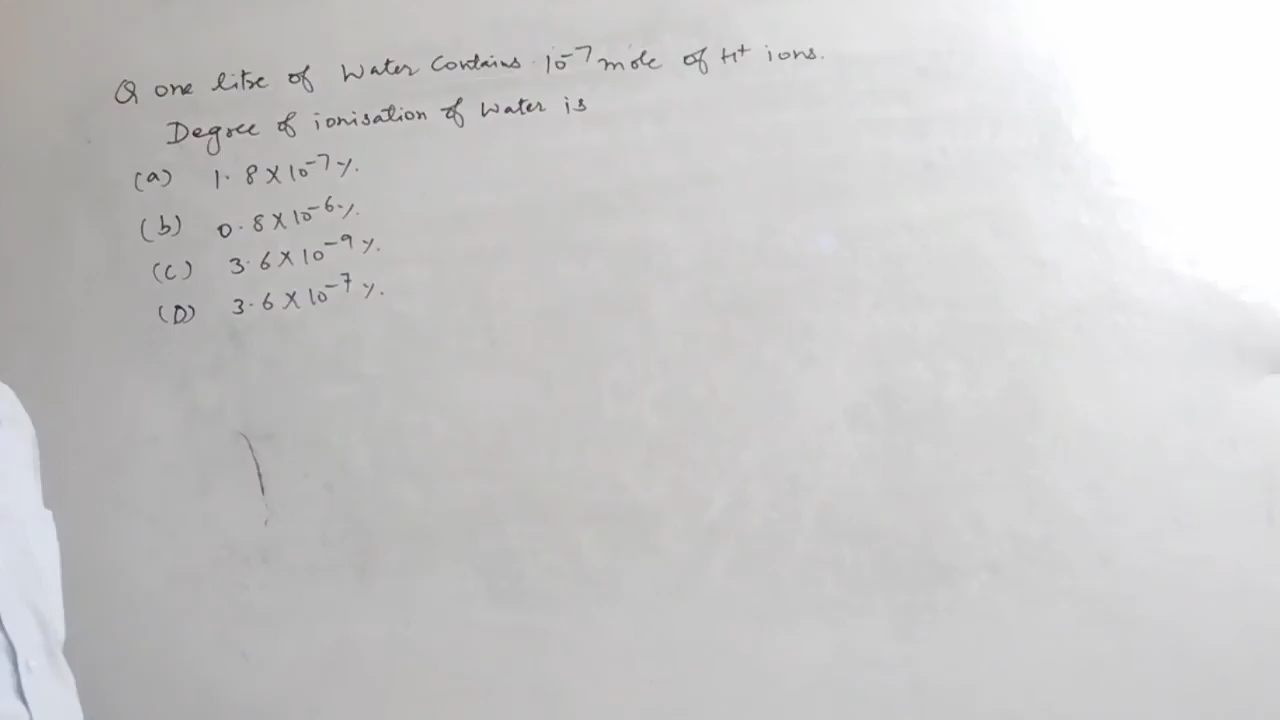 Q one litre of water contains 10⁻⁷ mole of H⁺ ions.
Degree of ionisation of water is
(a) 1.8 X 10⁻⁷ %.
(b) 0.8 X 10⁻⁶ %.
(c) 3.6 X 10⁻⁹ %.
(D) 3.6 X 10⁻⁷ %.